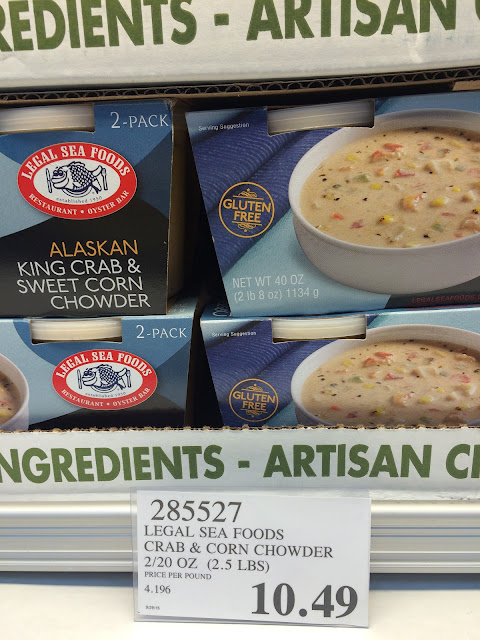 REDIENTS - ARTISAN
2-PACK
LEGAL SEA FOODS
established 1950
RESTAURANT • OYSTER BAR
ALASKAN
KING CRAB &
SWEET CORN
CHOWDER
Serving Suggestion
GLUTEN
FREE
NET WT 40 OZ
(2 lb 8 oz) 1134 g
2-PACK
LEGAL SEA FOODS
RESTAURANT • OYSTER BAR
Serving Suggestion
GLUTEN
FREE
NGREDIENTS - ARTISAN C
285527
LEGAL SEA FOODS
CRAB & CORN CHOWDER
2/20 OZ (2.5 LBS)
PRICE PER POUND
4.196
10.49